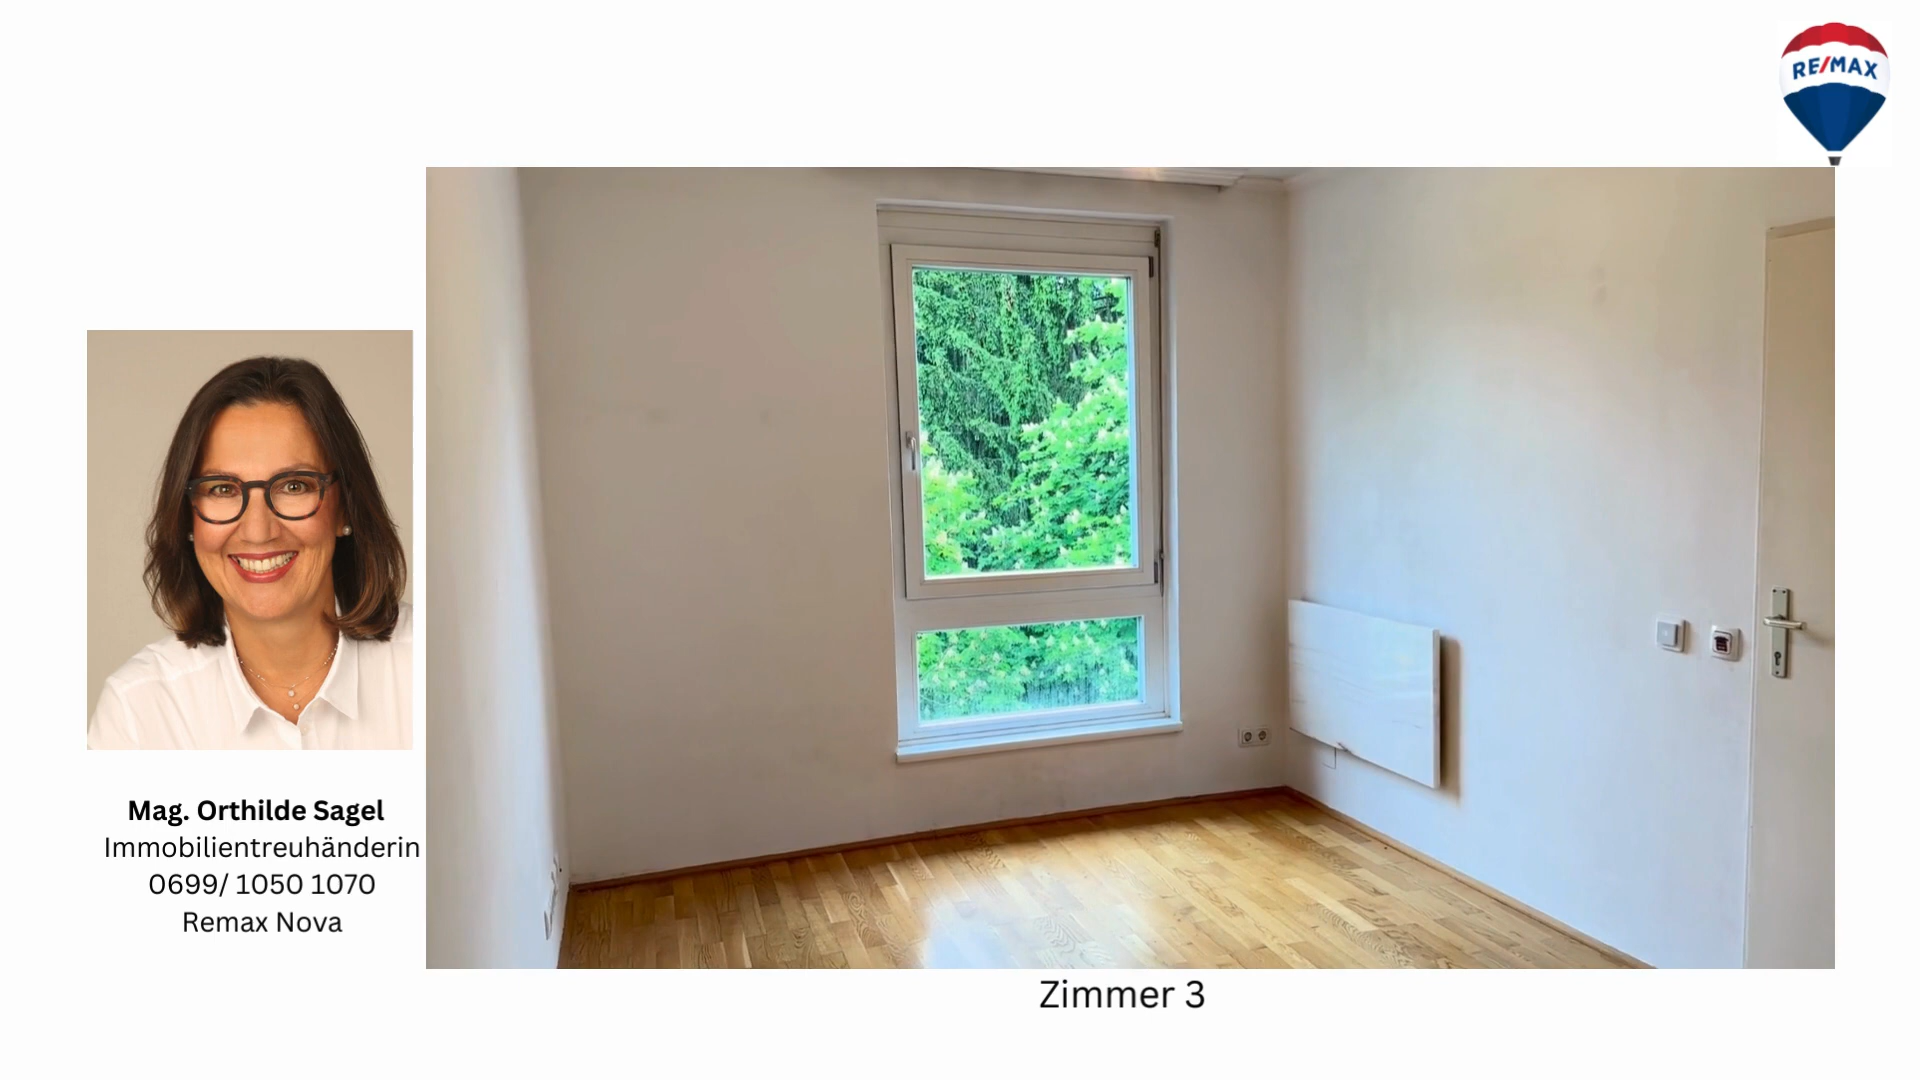 RE/MAX
Mag. Orthilde Sagel
Immobilientreuhänderin
0699/ 1050 1070
Remax Nova
Zimmer 3